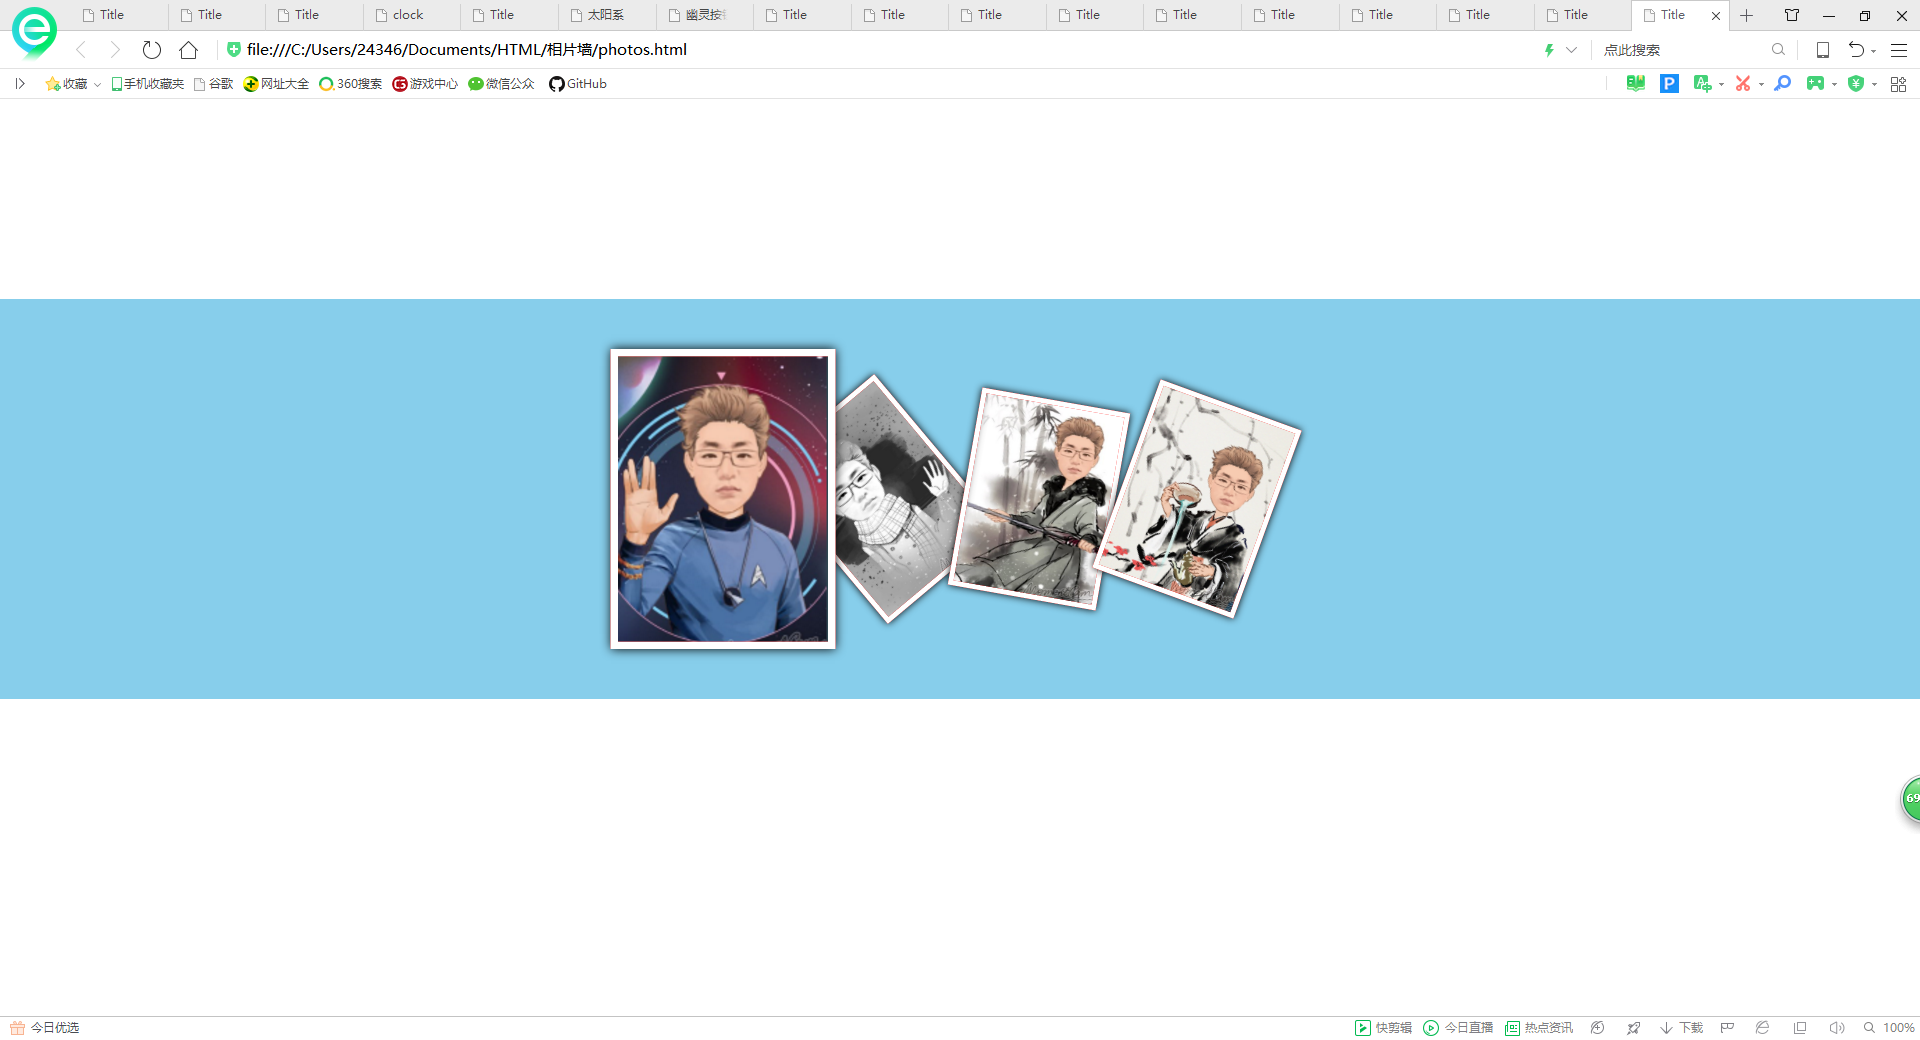 Title Title Title clock Title 太阳系 幽灵按 Title Title Title Title Title Title Title Title Title Title
file:///C:/Users/24346/Documents/HTML/相片墙/photos.html 点此搜索
收藏 手机收藏夹 谷歌 网址大全 360搜索 游戏中心 微信公众 GitHub
69
今日优选 快剪辑 今日直播 热点资讯 下载 100%